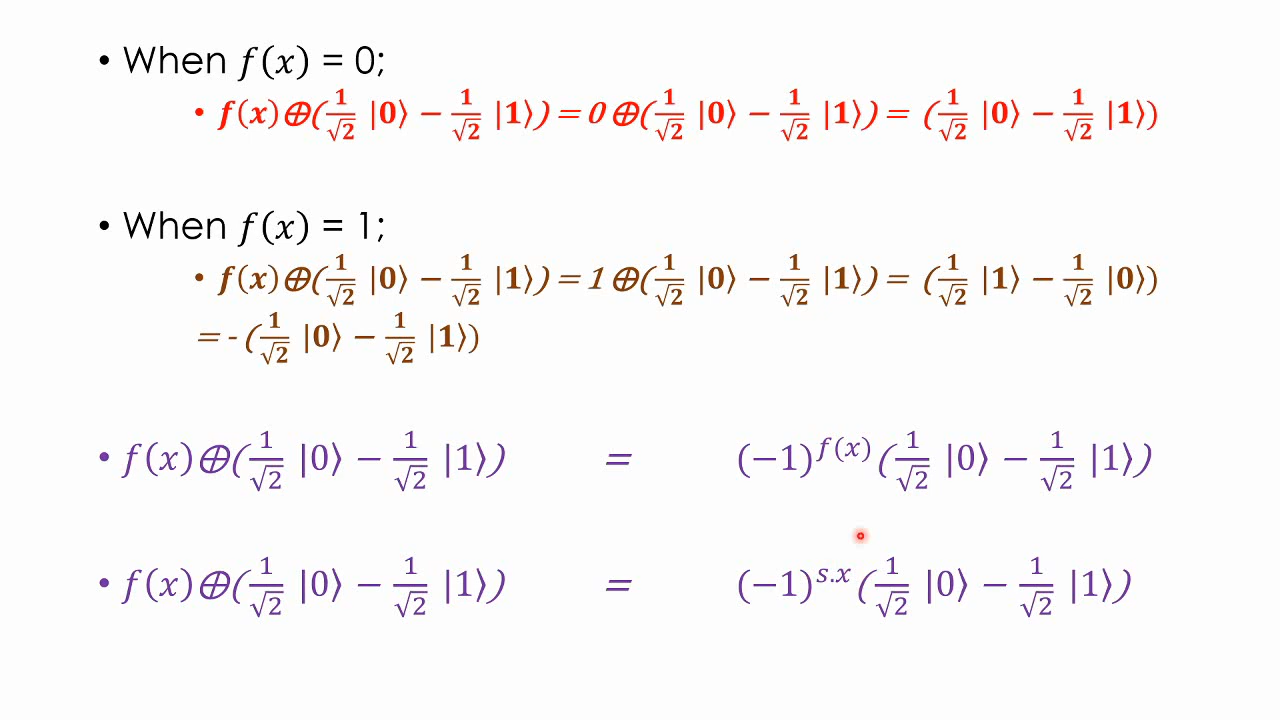 • When 𝑓(𝑥) = 0;
• 𝒇(𝒙)⊕(1/√2 |0⟩ − 1/√2 |1⟩) = 0 ⊕(1/√2 |0⟩ − 1/√2 |1⟩) = (1/√2 |0⟩ − 1/√2 |1⟩)
• When 𝑓(𝑥) = 1;
• 𝒇(𝒙)⊕(1/√2 |0⟩ − 1/√2 |1⟩) = 1 ⊕(1/√2 |0⟩ − 1/√2 |1⟩) = (1/√2 |1⟩ − 1/√2 |0⟩)
= - (1/√2 |0⟩ − 1/√2 |1⟩)
• 𝑓(𝑥)⊕(1/√2 |0⟩ − 1/√2 |1⟩) = (−1)^{𝑓(𝑥)} (1/√2 |0⟩ − 1/√2 |1⟩)
• 𝑓(𝑥)⊕(1/√2 |0⟩ − 1/√2 |1⟩) = (−1)^{𝑠.𝑥} (1/√2 |0⟩ − 1/√2 |1⟩)